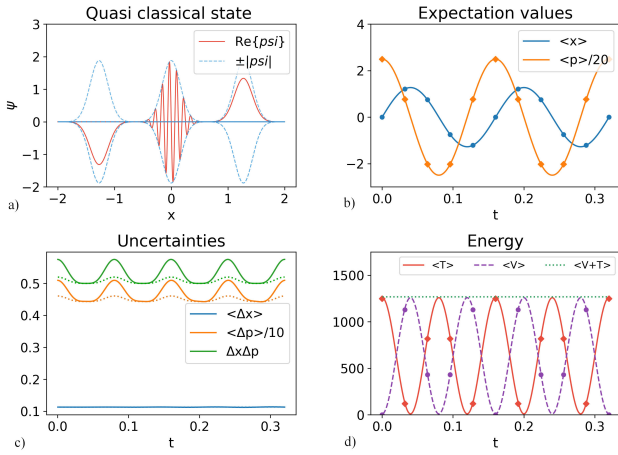 Quasi classical state
3
2
1
0
−1
−2
ψ
Re{psi}
±|psi|
−2
−1
0
1
2
x
a)
Expectation values
4
2
0
−2
<x>
<p>/20
0.0
0.1
0.2
0.3
t
b)
Uncertainties
0.5
0.4
0.3
0.2
0.1
<Δx>
<Δp>/10
ΔxΔp
0.0
0.1
0.2
0.3
t
c)
Energy
1500
1000
500
0
<T>
<V>
<V+T>
0.0
0.1
0.2
0.3
t
d)